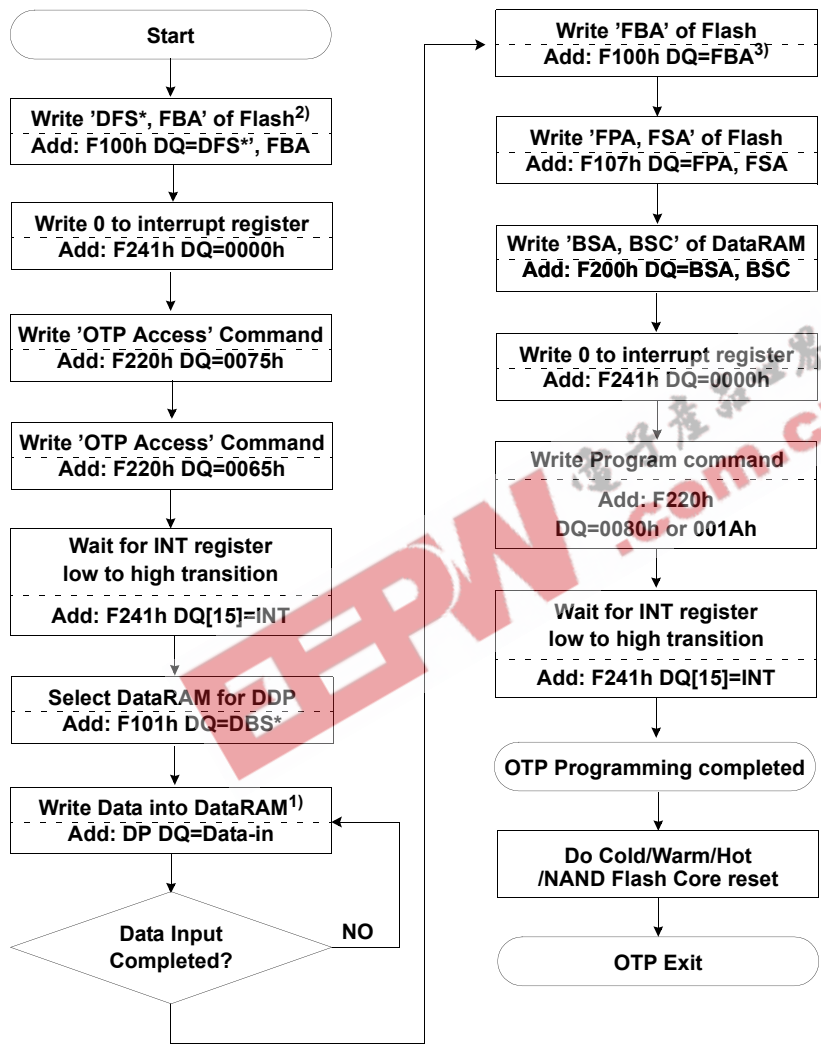 Start
Write ’DFS*, FBA’ of Flash2)
Add: F100h DQ=DFS*’, FBA
Write 0 to interrupt register
Add: F241h DQ=0000h
Write ’OTP Access’ Command
Add: F220h DQ=0075h
Write ’OTP Access’ Command
Add: F220h DQ=0065h
Wait for INT register
low to high transition
Add: F241h DQ[15]=INT
Select DataRAM for DDP
Add: F101h DQ=DBS*
Write Data into DataRAM1)
Add: DP DQ=Data-in
Data Input
Completed?
NO
Write ’FBA’ of Flash
Add: F100h DQ=FBA3)
Write ’FPA, FSA’ of Flash
Add: F107h DQ=FPA, FSA
Write ’BSA, BSC’ of DataRAM
Add: F200h DQ=BSA, BSC
Write 0 to interrupt register
Add: F241h DQ=0000h
Write Program command
Add: F220h
DQ=0080h or 001Ah
Wait for INT register
low to high transition
Add: F241h DQ[15]=INT
OTP Programming completed
Do Cold/Warm/Hot
/NAND Flash Core reset
OTP Exit
EEPW
電子產品世界
.com.c